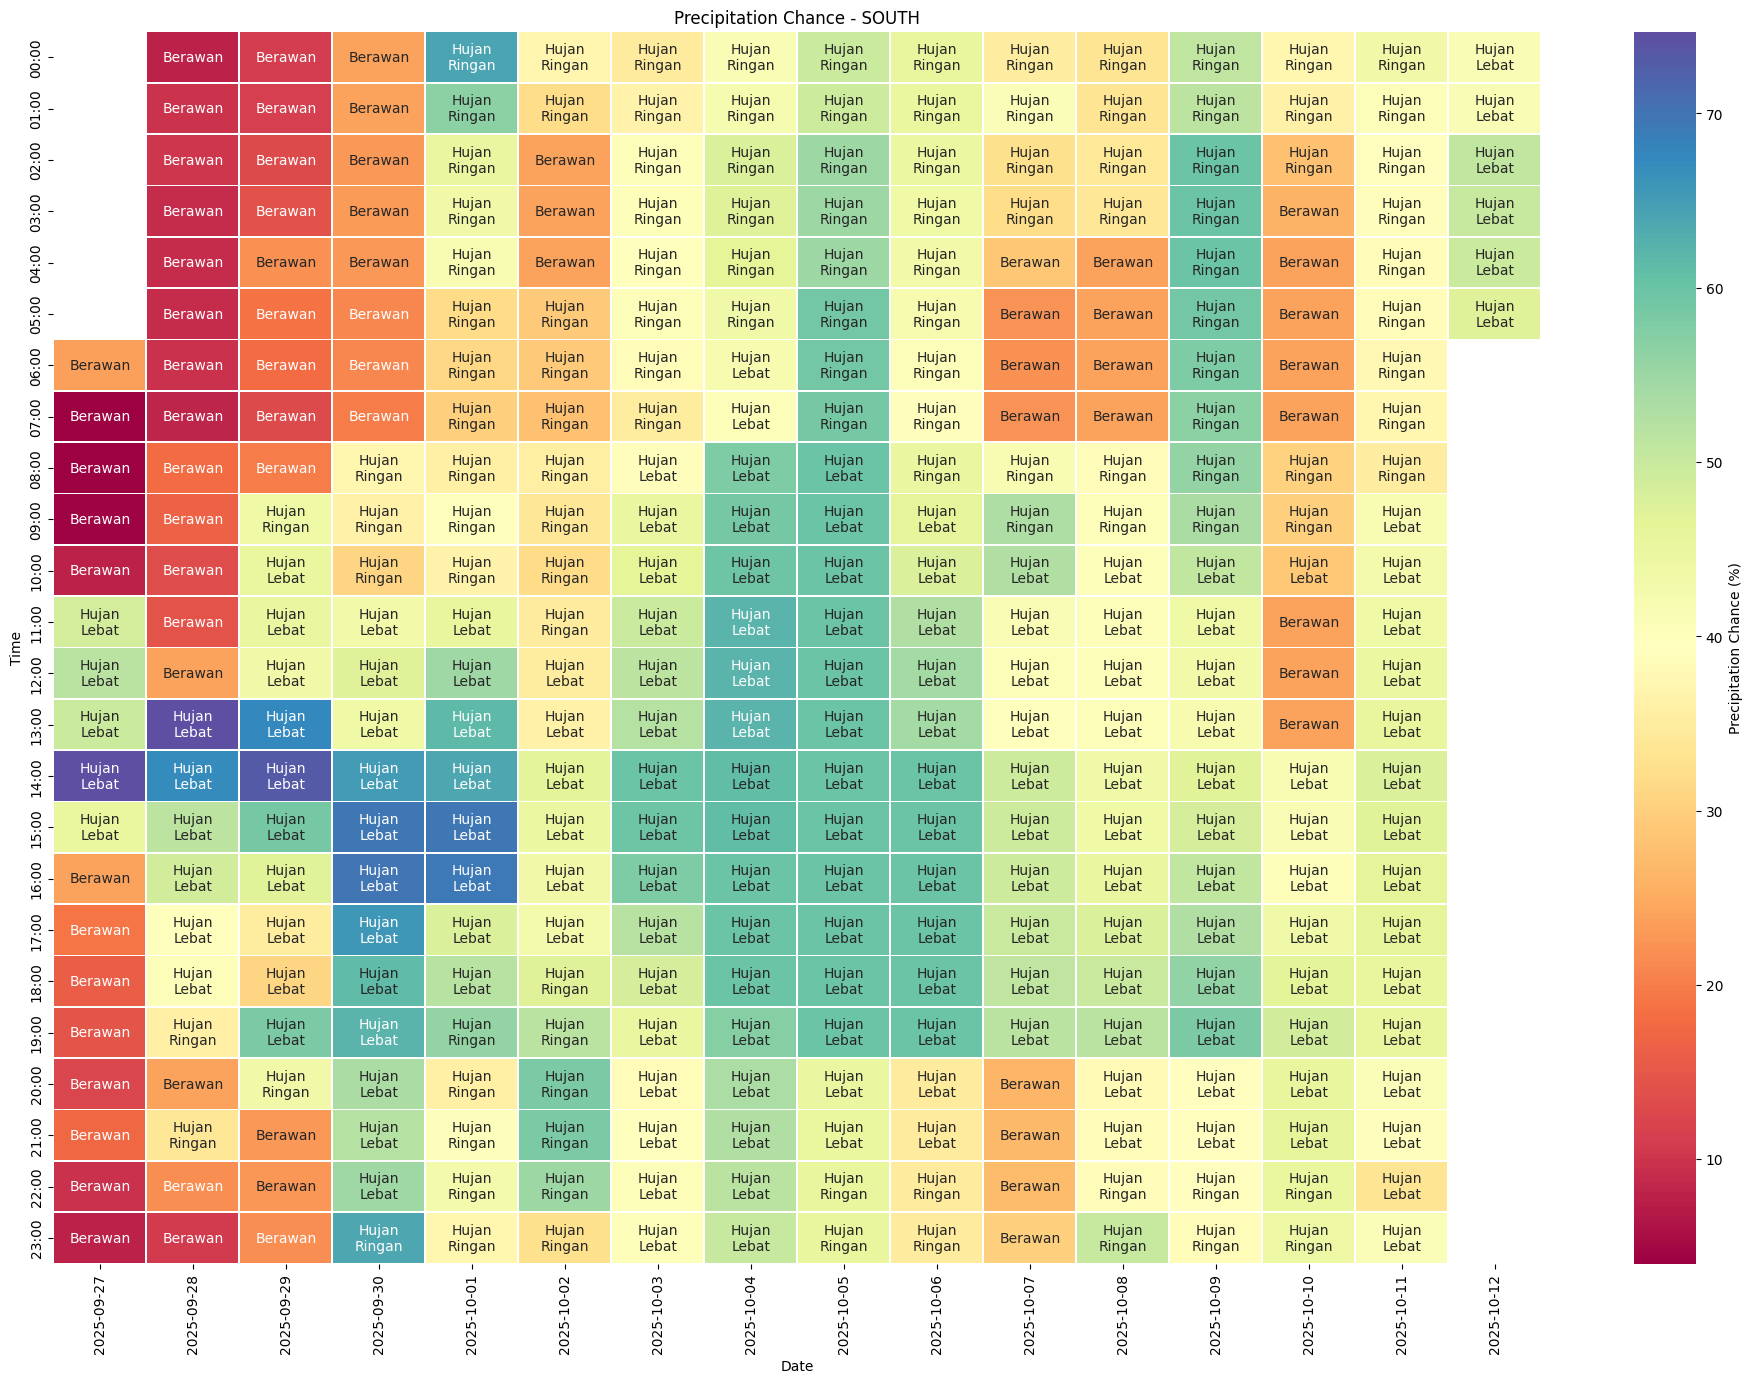 Precipitation Chance - SOUTH
00:00 Berawan Berawan Berawan Hujan Ringan Hujan Ringan Hujan Ringan Hujan Ringan Hujan Ringan Hujan Ringan Hujan Ringan Hujan Ringan Hujan Ringan Hujan Ringan Hujan Ringan Hujan Lebat
01:00 Berawan Berawan Berawan Hujan Ringan Hujan Ringan Hujan Ringan Hujan Ringan Hujan Ringan Hujan Ringan Hujan Ringan Hujan Ringan Hujan Ringan Hujan Ringan Hujan Ringan Hujan Lebat
02:00 Berawan Berawan Berawan Hujan Ringan Berawan Hujan Ringan Hujan Ringan Hujan Ringan Hujan Ringan Hujan Ringan Hujan Ringan Hujan Ringan Hujan Ringan Hujan Ringan Hujan Lebat
03:00 Berawan Berawan Berawan Hujan Ringan Berawan Hujan Ringan Hujan Ringan Hujan Ringan Hujan Ringan Hujan Ringan Hujan Ringan Hujan Ringan Berawan Hujan Ringan Hujan Lebat
04:00 Berawan Berawan Berawan Hujan Ringan Berawan Hujan Ringan Hujan Ringan Hujan Ringan Hujan Ringan Berawan Berawan Hujan Ringan Berawan Hujan Ringan Hujan Lebat
05:00 Berawan Berawan Berawan Hujan Ringan Hujan Ringan Hujan Ringan Hujan Ringan Hujan Ringan Hujan Ringan Berawan Berawan Hujan Ringan Berawan Hujan Ringan Hujan Lebat
06:00 Berawan Berawan Berawan Berawan Hujan Ringan Hujan Ringan Hujan Ringan Hujan Lebat Hujan Ringan Hujan Ringan Berawan Berawan Hujan Ringan Berawan Hujan Ringan
07:00 Berawan Berawan Berawan Berawan Hujan Ringan Hujan Ringan Hujan Ringan Hujan Lebat Hujan Ringan Hujan Ringan Berawan Berawan Hujan Ringan Berawan Hujan Ringan
08:00 Berawan Berawan Berawan Hujan Ringan Hujan Ringan Hujan Ringan Hujan Lebat Hujan Lebat Hujan Lebat Hujan Ringan Hujan Ringan Hujan Ringan Hujan Ringan Hujan Ringan Hujan Ringan
09:00 Berawan Berawan Hujan Ringan Hujan Ringan Hujan Ringan Hujan Ringan Hujan Lebat Hujan Lebat Hujan Lebat Hujan Lebat Hujan Ringan Hujan Ringan Hujan Ringan Hujan Ringan Hujan Lebat
10:00 Berawan Berawan Hujan Lebat Hujan Ringan Hujan Ringan Hujan Ringan Hujan Lebat Hujan Lebat Hujan Lebat Hujan Lebat Hujan Lebat Hujan Lebat Hujan Lebat Hujan Lebat Hujan Lebat
11:00 Hujan Lebat Berawan Hujan Lebat Hujan Lebat Hujan Lebat Hujan Ringan Hujan Lebat Hujan Lebat Hujan Lebat Hujan Lebat Hujan Lebat Hujan Lebat Hujan Lebat Berawan Hujan Lebat
12:00 Hujan Lebat Berawan Hujan Lebat Hujan Lebat Hujan Lebat Hujan Ringan Hujan Lebat Hujan Lebat Hujan Lebat Hujan Lebat Hujan Lebat Hujan Lebat Hujan Lebat Berawan Hujan Lebat
13:00 Hujan Lebat Hujan Lebat Hujan Lebat Hujan Lebat Hujan Lebat Hujan Ringan Hujan Lebat Hujan Lebat Hujan Lebat Hujan Lebat Hujan Lebat Hujan Lebat Hujan Lebat Berawan Hujan Lebat
14:00 Hujan Lebat Hujan Lebat Hujan Lebat Hujan Lebat Hujan Lebat Hujan Lebat Hujan Lebat Hujan Lebat Hujan Lebat Hujan Lebat Hujan Lebat Hujan Lebat Hujan Lebat Hujan Lebat Hujan Lebat
15:00 Hujan Lebat Hujan Lebat Hujan Lebat Hujan Lebat Hujan Lebat Hujan Lebat Hujan Lebat Hujan Lebat Hujan Lebat Hujan Lebat Hujan Lebat Hujan Lebat Hujan Lebat Hujan Lebat Hujan Lebat
16:00 Berawan Hujan Lebat Hujan Lebat Hujan Lebat Hujan Lebat Hujan Lebat Hujan Lebat Hujan Lebat Hujan Lebat Hujan Lebat Hujan Lebat Hujan Lebat Hujan Lebat Hujan Lebat Hujan Lebat
17:00 Berawan Hujan Lebat Hujan Lebat Hujan Lebat Hujan Lebat Hujan Lebat Hujan Lebat Hujan Lebat Hujan Lebat Hujan Lebat Hujan Lebat Hujan Lebat Hujan Lebat Hujan Lebat Hujan Lebat
18:00 Berawan Hujan Lebat Hujan Lebat Hujan Lebat Hujan Lebat Hujan Ringan Hujan Lebat Hujan Lebat Hujan Lebat Hujan Lebat Hujan Lebat Hujan Lebat Hujan Lebat Hujan Lebat Hujan Lebat
19:00 Berawan Hujan Ringan Hujan Lebat Hujan Lebat Hujan Ringan Hujan Ringan Hujan Lebat Hujan Lebat Hujan Lebat Hujan Lebat Hujan Lebat Hujan Lebat Hujan Lebat Hujan Lebat Hujan Lebat
20:00 Berawan Berawan Hujan Ringan Hujan Lebat Hujan Ringan Hujan Ringan Hujan Lebat Hujan Lebat Hujan Lebat Hujan Lebat Berawan Hujan Lebat Hujan Lebat Hujan Lebat Hujan Lebat
21:00 Berawan Hujan Ringan Berawan Hujan Lebat Hujan Ringan Hujan Ringan Hujan Lebat Hujan Lebat Hujan Lebat Hujan Lebat Berawan Hujan Lebat Hujan Lebat Hujan Lebat Hujan Lebat
22:00 Berawan Berawan Berawan Hujan Lebat Hujan Ringan Hujan Ringan Hujan Lebat Hujan Lebat Hujan Ringan Hujan Ringan Berawan Hujan Ringan Hujan Ringan Hujan Ringan Hujan Lebat
23:00 Berawan Berawan Berawan Hujan Ringan Hujan Ringan Hujan Ringan Hujan Lebat Hujan Lebat Hujan Ringan Hujan Ringan Berawan Hujan Ringan Hujan Ringan Hujan Ringan Hujan Lebat
Time
2025-09-27 2025-09-28 2025-09-29 2025-09-30 2025-10-01 2025-10-02 2025-10-03 2025-10-04 2025-10-05 2025-10-06 2025-10-07 2025-10-08 2025-10-09 2025-10-10 2025-10-11 2025-10-12
Date
70
60
50
40
30
20
10
Precipitation Chance (%)